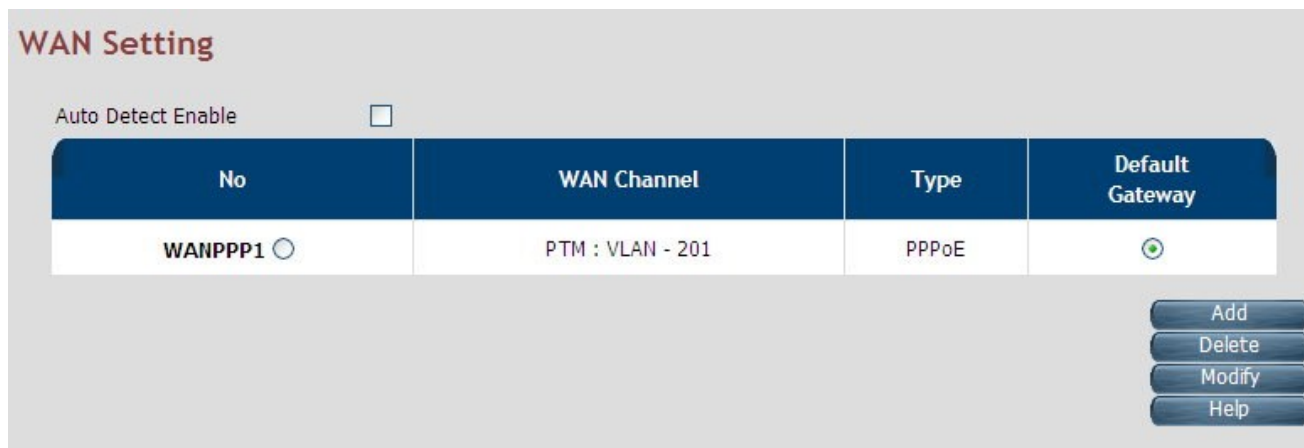 WAN Setting
Auto Detect Enable
No WAN Channel Type Default Gateway
WANPPP1 PTM : VLAN - 201 PPPoE
Add
Delete
Modify
Help